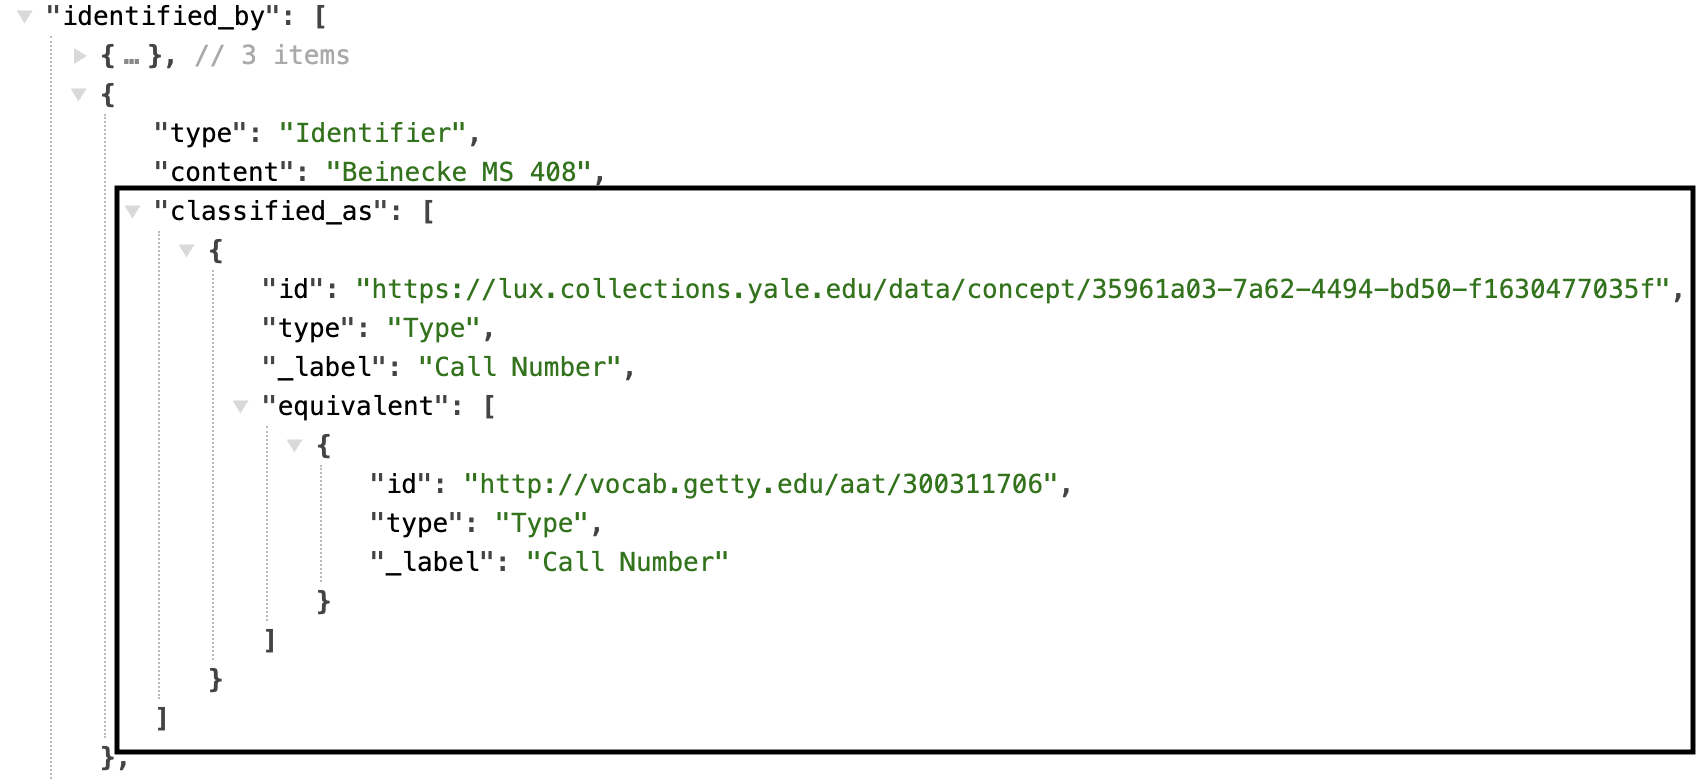 "identified_by": [
{ … }, // 3 items
{
"type": "Identifier",
"content": "Beinecke MS 408",
"classified_as": [
{
"id": "https://lux.collections.yale.edu/data/concept/35961a03-7a62-4494-bd50-f1630477035f",
"type": "Type",
"_label": "Call Number",
"equivalent": [
{
"id": "http://vocab.getty.edu/aat/300311706",
"type": "Type",
"_label": "Call Number"
}
]
}
]
},